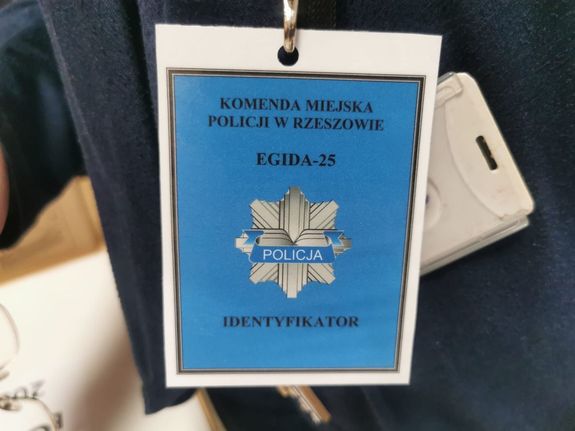 KOMENDA MIEJSKA
POLICJI W RZESZOWIE
EGIDA-25
POLICJA
IDENTYFIKATOR